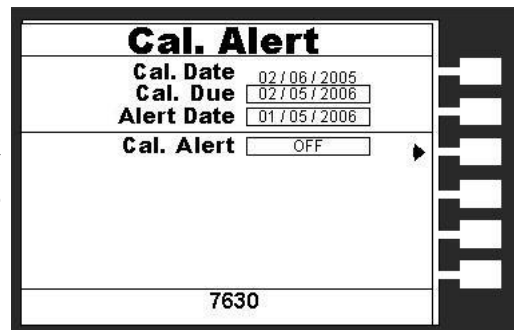 Cal. Alert
Cal. Date 02/06/2005
Cal. Due 02/05/2006
Alert Date 01/05/2006
Cal. Alert OFF
7630